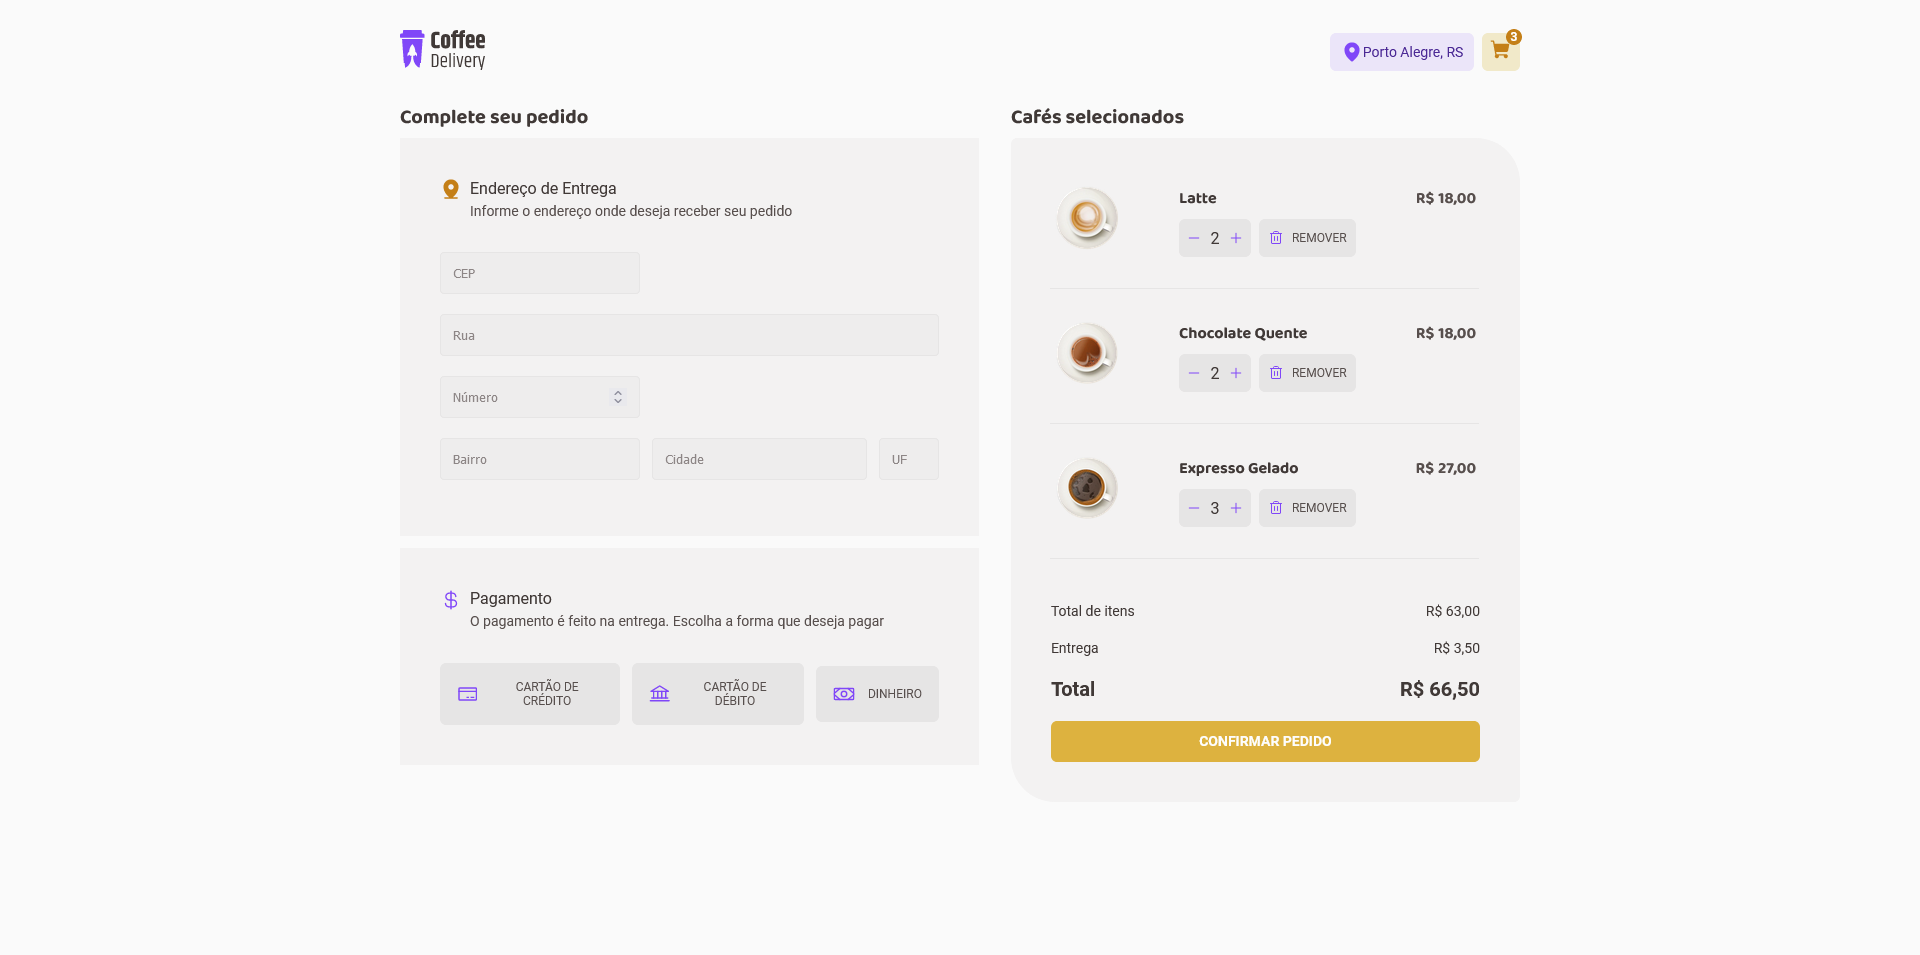 Coffee
Delivery
Porto Alegre, RS
3
Complete seu pedido
Endereço de Entrega
Informe o endereço onde deseja receber seu pedido
CEP
Rua
Número
Bairro
Cidade
UF
Pagamento
O pagamento é feito na entrega. Escolha a forma que deseja pagar
CARTÃO DE
CRÉDITO
CARTÃO DE
DÉBITO
DINHEIRO
Cafés selecionados
Latte
R$ 18,00
2
REMOVER
Chocolate Quente
R$ 18,00
2
REMOVER
Expresso Gelado
R$ 27,00
3
REMOVER
Total de itens
R$ 63,00
Entrega
R$ 3,50
Total
R$ 66,50
CONFIRMAR PEDIDO